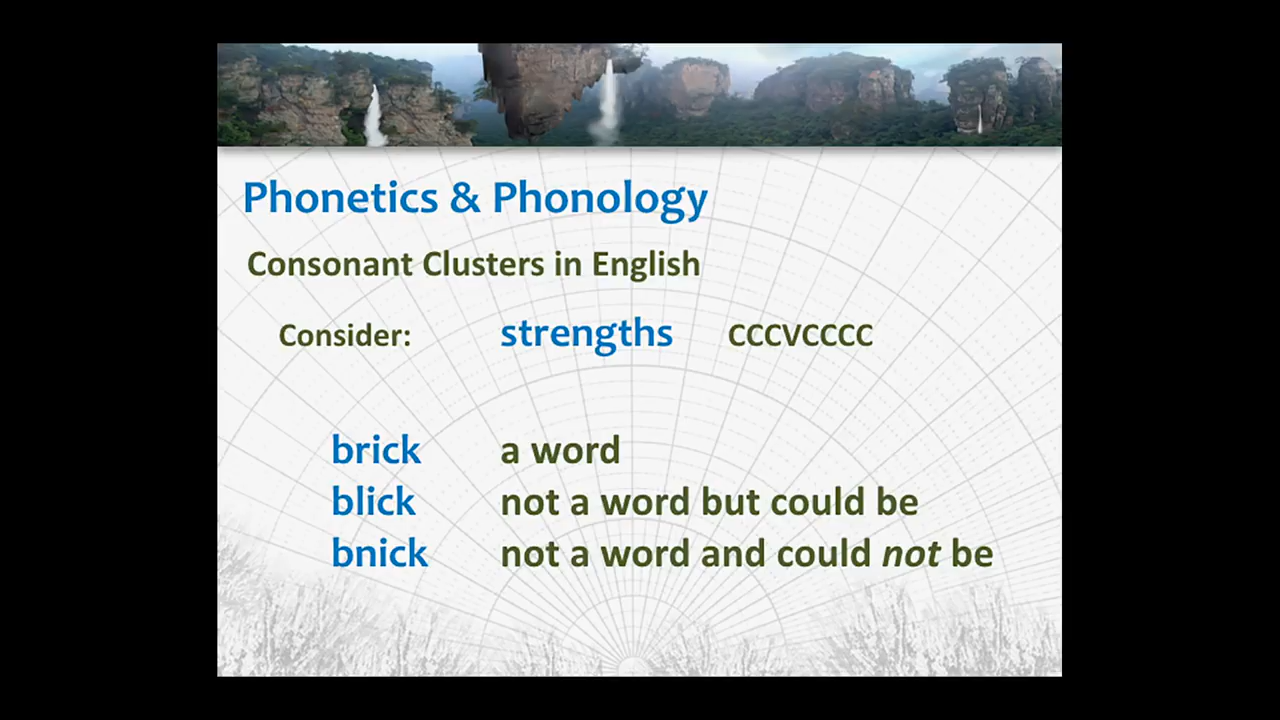 Phonetics & Phonology
Consonant Clusters in English
Consider: strengths CCCVCCCC
brick a word
blick not a word but could be
bnick not a word and could not be